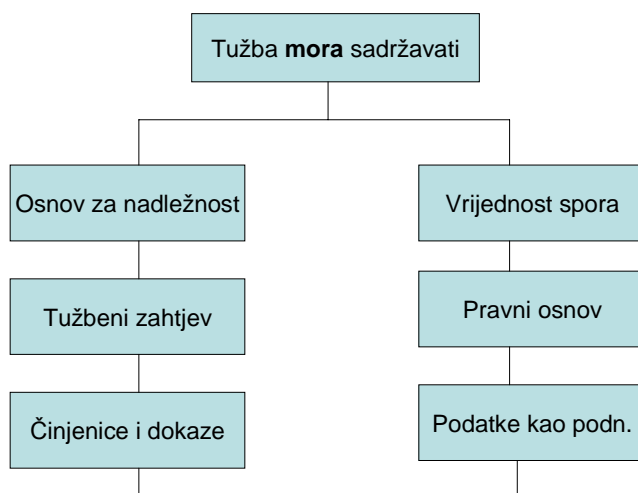 Tužba mora sadržavati
Osnov za nadležnost
Vrijednost spora
Tužbeni zahtjev
Pravni osnov
Činjenice i dokaze
Podatke kao podn.